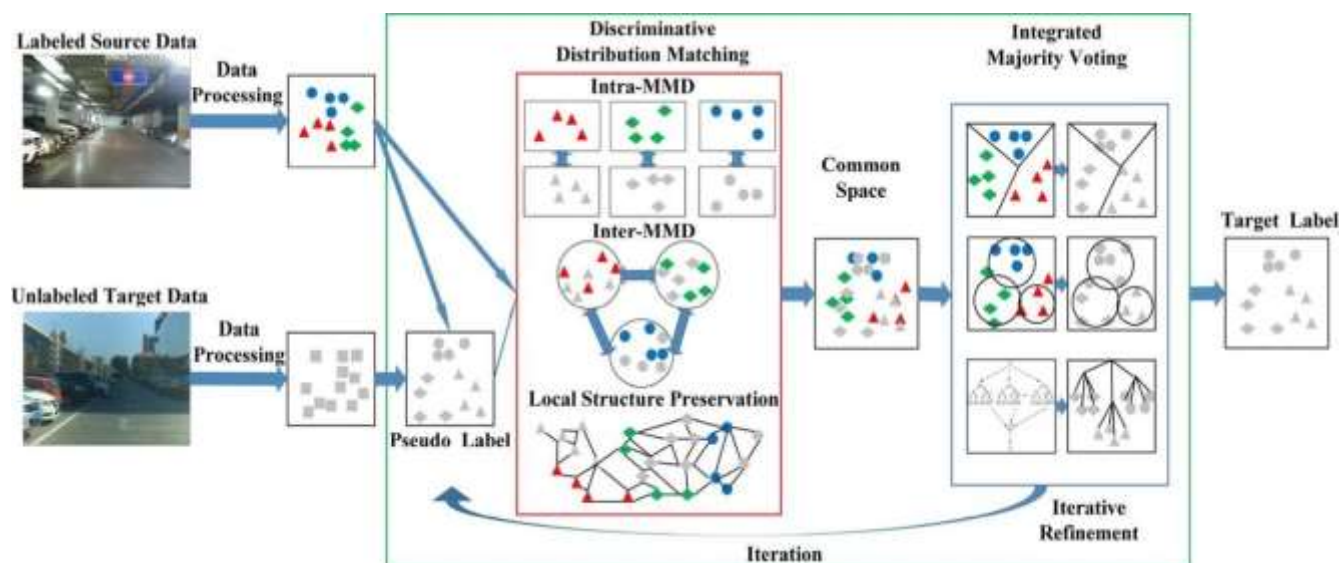 Labeled Source Data
Data
Processing
Unlabeled Target Data
Data
Processing
Pseudo Label
Discriminative
Distribution Matching
Intra-MMD
Inter-MMD
Local Structure Preservation
Common
Space
Integrated
Majority Voting
Iterative
Refinement
Iteration
Target Label